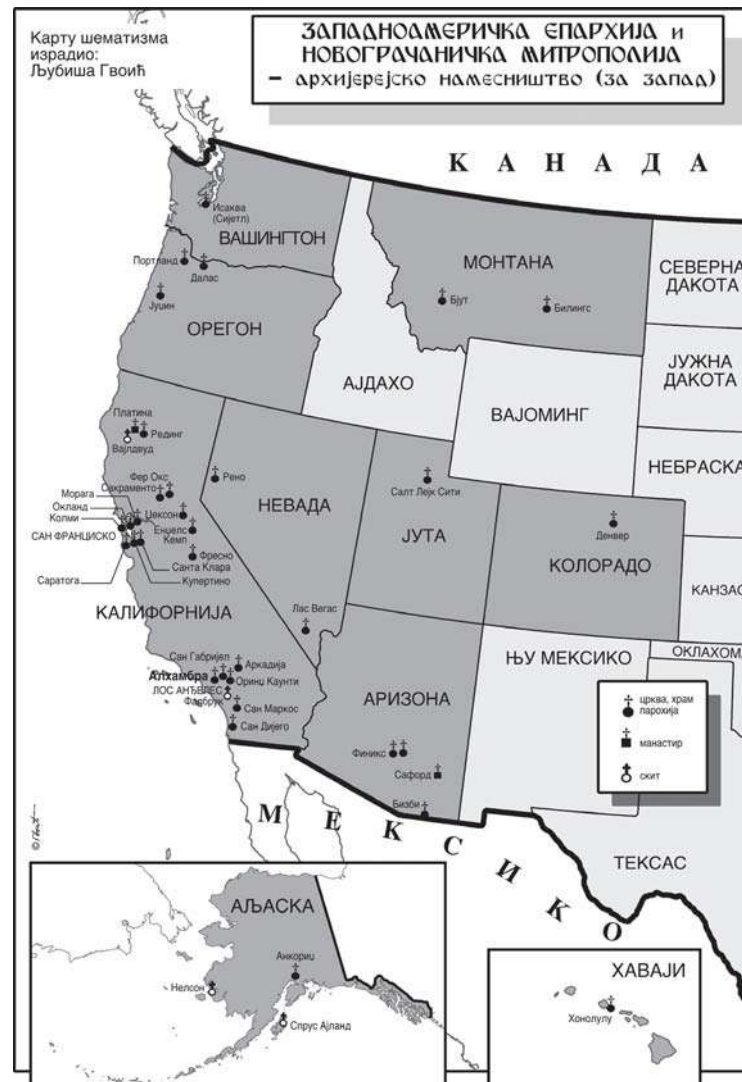 Карту шематизма
израдио:
Љубиша Гвоић
ЗАПАДНОАМЕРИЧКА ЕПАРХИЈА и
НОВОГРАЧАНИЧКА МИТРОПОЛИЈА
– АРХИЈЕРЕЈСКО НАМЕСНИШТВО (ЗА ЗАПАД)
КАНАДА
Исаква
(Сијетл)
ВАШИНГТОН
Портланд
Далас
Јуџин
ОРЕГОН
МОНТАНА
Бјут
Билингс
СЕВЕРНА
ДАКОТА
ЈУЖНА
ДАКОТА
АЈДАХО
ВАЈОМИНГ
НЕБРАСКА
Платина
Рединг
Вајлдвуд
Фер Окс
Сакраменто
Рено
НЕВАДА
Солт Лејк Сити
ЈУТА
Денвер
КОЛОРАДО
КАНЗАС
Морага
Окланд
Колми
САН ФРАНЦИСКО
Џексон
Енџелс
Кемп
Фресно
Санта Клара
Саратога
Купертино
КАЛИФОРНИЈА
Лас Вегас
ОКЛАХОМА
ЊУ МЕКСИКО
Сан Габријел
Аркадија
Алхамбра
Оринџ Каунти
ЛОС АНЂЕЛЕС
Фалбрук
Сан Маркос
Сан Дијего
АРИЗОНА
Финикс
Сафорд
Бизби
црква, храм
парохија
манастир
скит
МЕКСИКО
ТЕКСАС
АЉАСКА
Анкориџ
Нелсон
Спрус Ајланд
ХАВАЈИ
Хонолулу